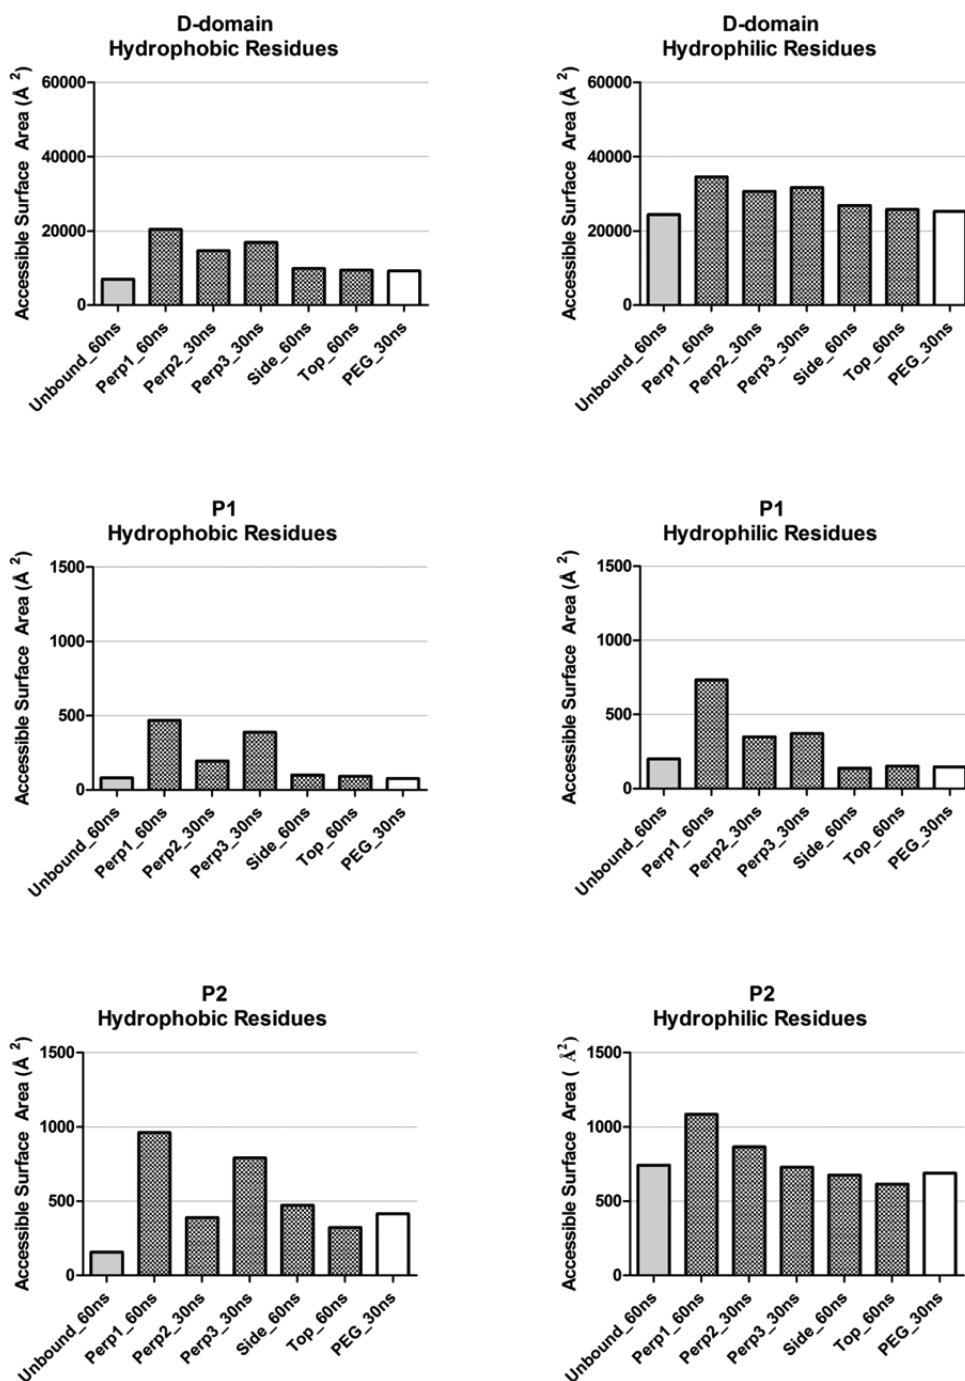 D-domain
Hydrophobic Residues
Accessible Surface Area (Å ²)
60000
40000
20000
0
Unbound_60ns
Perp1_60ns
Perp2_30ns
Perp3_30ns
Side_60ns
Top_60ns
PEG_30ns
D-domain
Hydrophilic Residues
Accessible Surface Area (Å ²)
60000
40000
20000
0
Unbound_60ns
Perp1_60ns
Perp2_30ns
Perp3_30ns
Side_60ns
Top_60ns
PEG_30ns
P1
Hydrophobic Residues
Accessible Surface Area (Å ²)
1500
1000
500
0
Unbound_60ns
Perp1_60ns
Perp2_30ns
Perp3_30ns
Side_60ns
Top_60ns
PEG_30ns
P1
Hydrophilic Residues
Accessible Surface Area (Å ²)
1500
1000
500
0
Unbound_60ns
Perp1_60ns
Perp2_30ns
Perp3_30ns
Side_60ns
Top_60ns
PEG_30ns
P2
Hydrophobic Residues
Accessible Surface Area (Å ²)
1500
1000
500
0
Unbound_60ns
Perp1_60ns
Perp2_30ns
Perp3_30ns
Side_60ns
Top_60ns
PEG_30ns
P2
Hydrophilic Residues
Accessible Surface Area ( Å²)
1500
1000
500
0
Unbound_60ns
Perp1_60ns
Perp2_30ns
Perp3_30ns
Side_60ns
Top_60ns
PEG_30ns